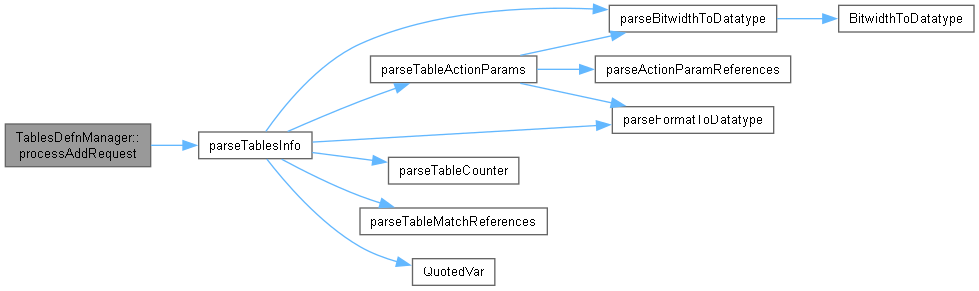 parseBitwidthToDatatype
BitwidthToDatatype
parseTableActionParams
parseActionParamReferences
parseFormatToDatatype
TablesDefnManager::
processAddRequest
parseTablesInfo
parseTableCounter
parseTableMatchReferences
QuotedVar